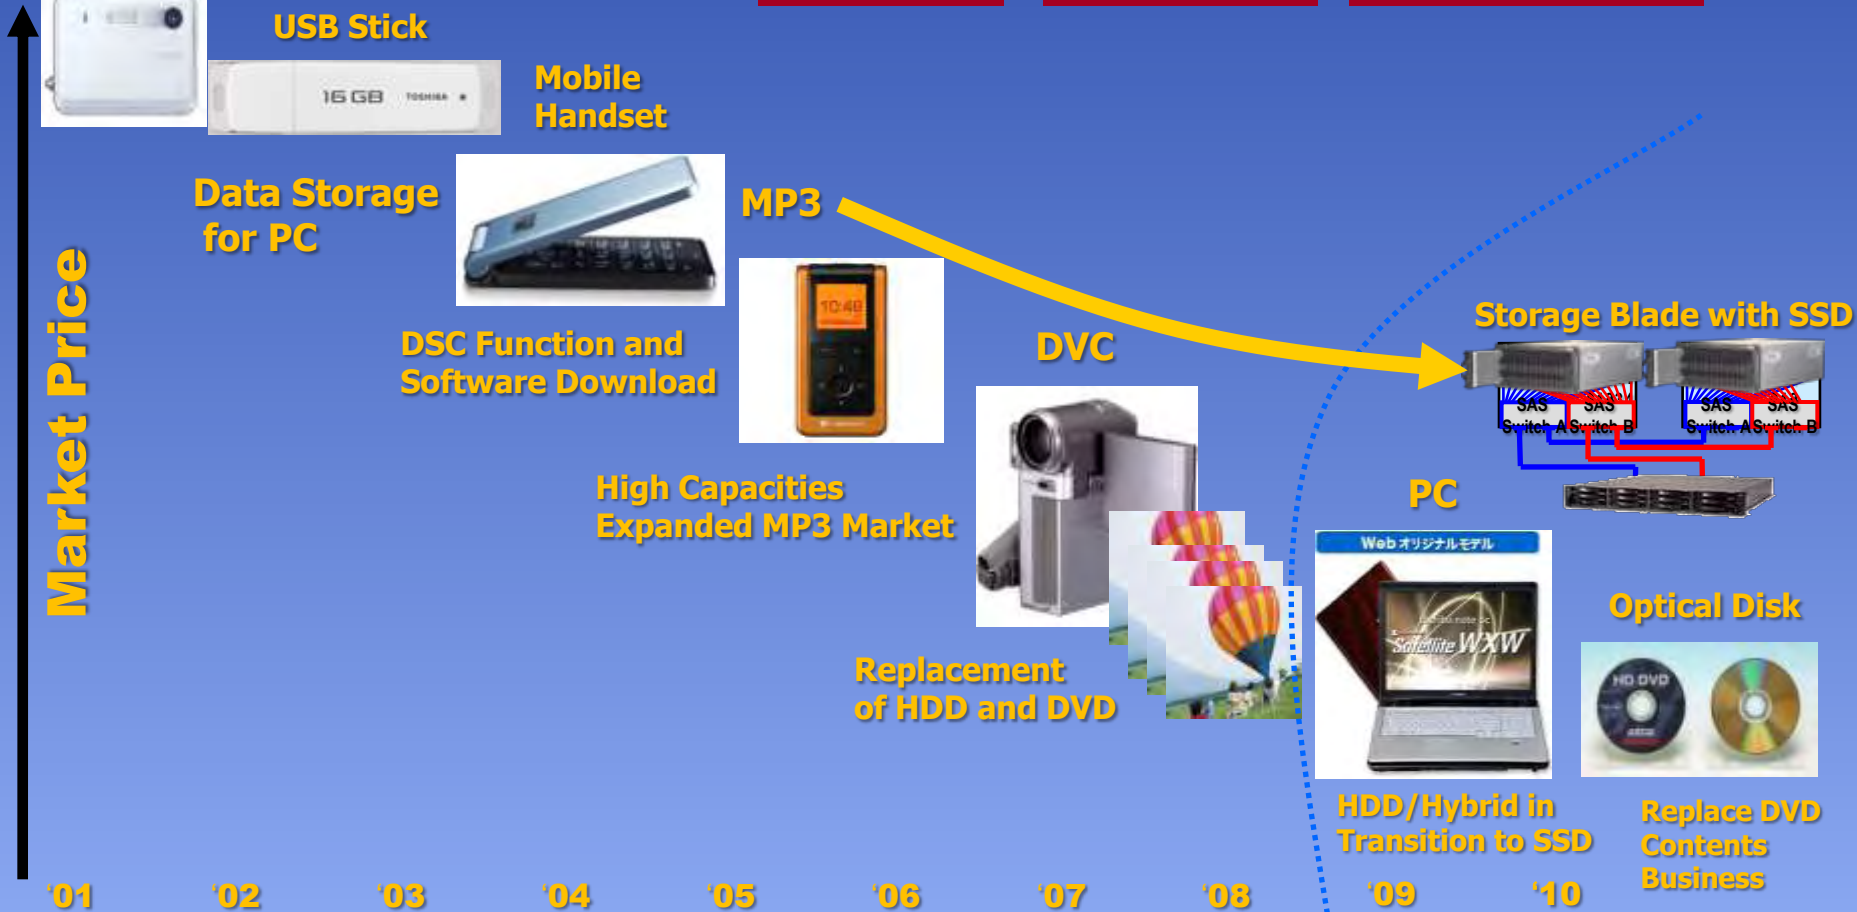 USB Stick
16 GB TOSHIBA
Mobile
Handset
Data Storage
for PC
MP3
10:48
DSC Function and
Software Download
DVC
Storage Blade with SSD
SAS
Switch A
SAS
Switch B
SAS
Switch A
SAS
Switch B
Market Price
High Capacities
Expanded MP3 Market
PC
Web オリジナルモデル
Satellite WXW
Optical Disk
HD DVD
Replacement
of HDD and DVD
HDD/Hybrid in
Transition to SSD
Replace DVD
Contents
Business
‘01 ‘02 ‘03 ‘04 ‘05 ‘06 ‘07 ‘08 ‘09 ‘10